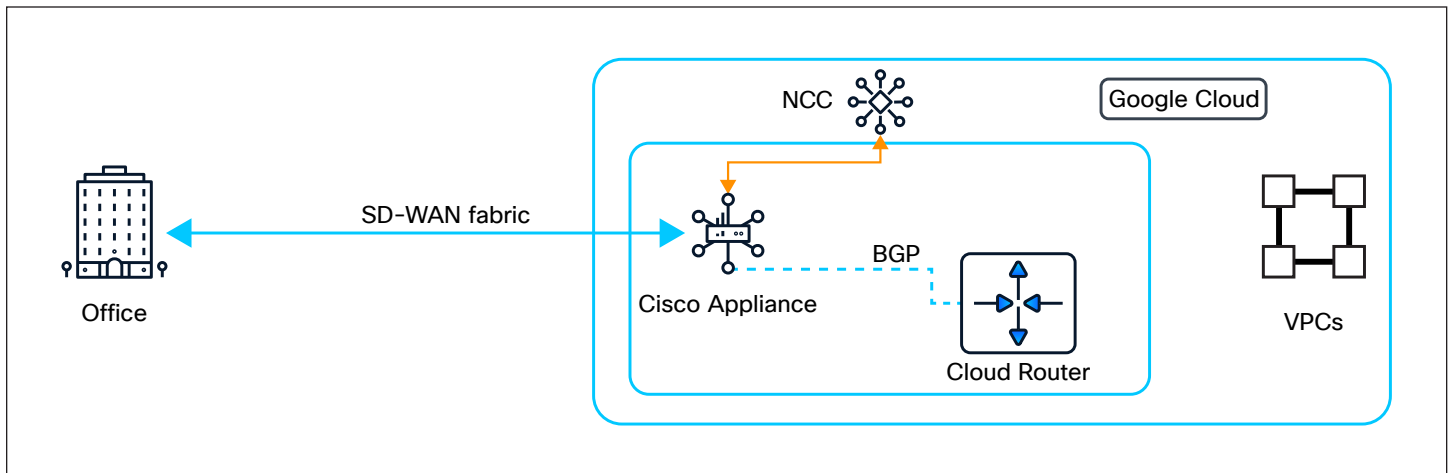 NCC
Google Cloud
SD-WAN fabric
BGP
Office
Cisco Appliance
VPCs
Cloud Router